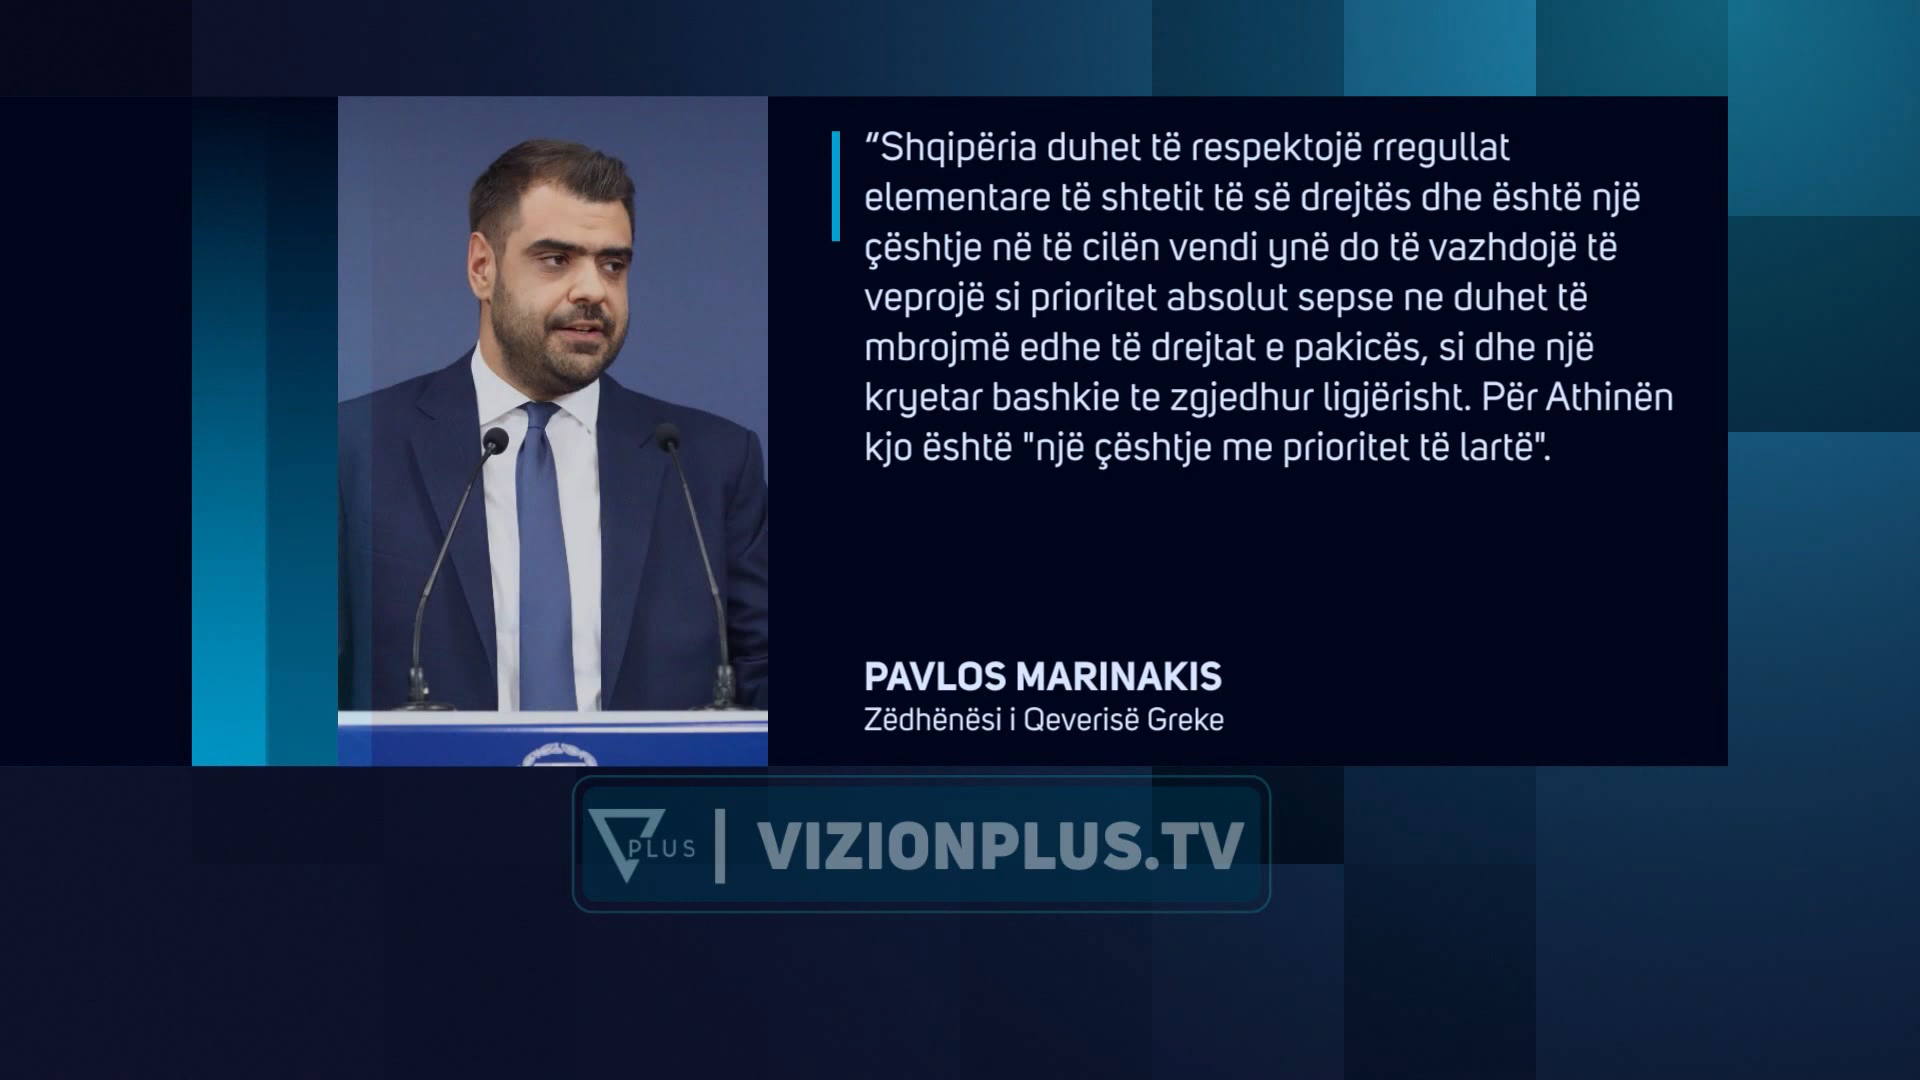 “Shqipëria duhet të respektojë rregullat
elementare të shtetit të së drejtës dhe është një
çështje në të cilën vendi ynë do të vazhdojë të
veprojë si prioritet absolut sepse ne duhet të
mbrojmë edhe të drejtat e pakicës, si dhe një
kryetar bashkie te zgjedhur ligjërisht. Për Athinën
kjo është "një çështje me prioritet të lartë".
PAVLOS MARINAKIS
Zëdhënësi i Qeverisë Greke
PLUS | VIZIONPLUS.TV